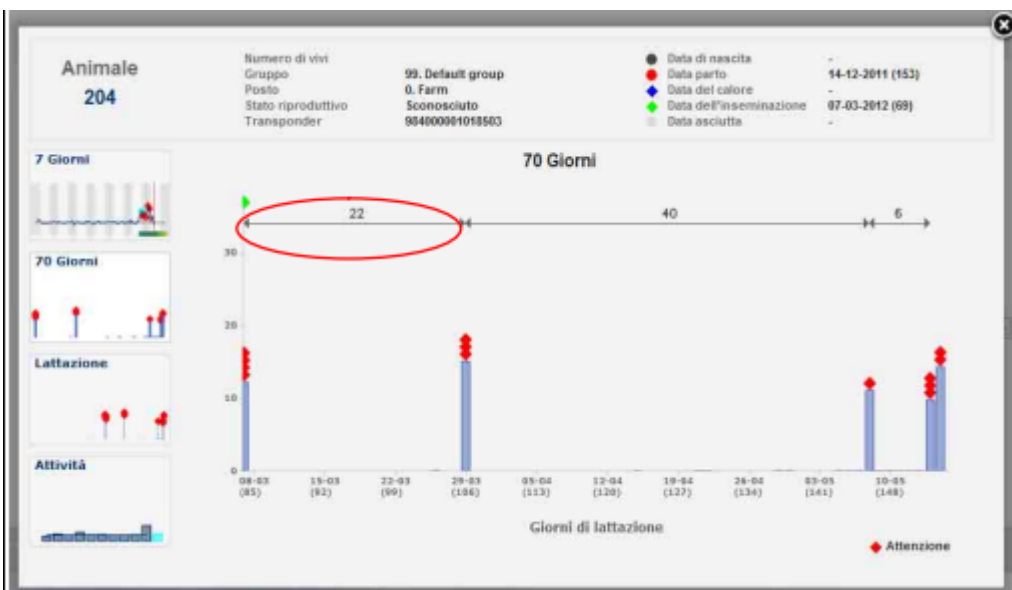 Animale
204
Numero di vivi
Gruppo 99. Default group
Posto 0. Farm
Stato riproduttivo Sconosciuto
Transponder 984000001018503
Data di nascita -
Data parto 14-12-2011 (153)
Data del calore -
Data dell'inseminazione 07-03-2012 (69)
Data asciutta -
7 Giorni
70 Giorni
Lattazione
Attività
70 Giorni
22 40 6
30
20
10
0
08-03 15-03 22-03 29-03 05-04 12-04 19-04 26-04 03-05 10-05
(85) (92) (99) (106) (113) (120) (127) (134) (141) (148)
Giorni di lattazione
Attenzione